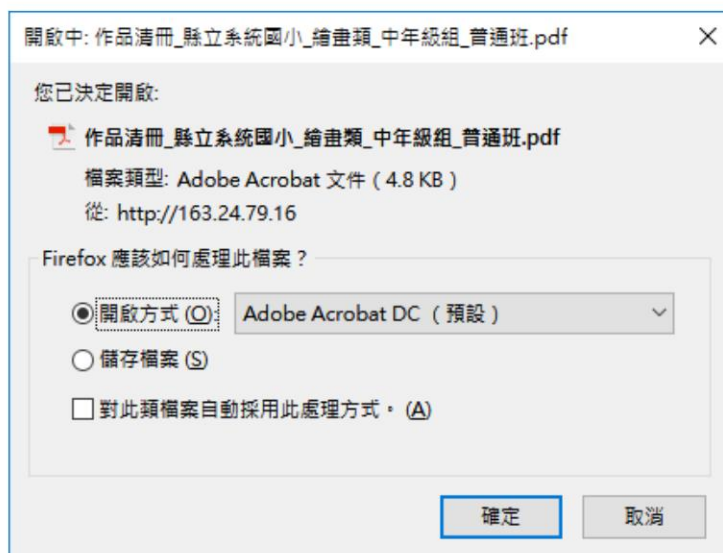 開啟中: 作品清冊_縣立系統國小_繪畫類_中年級組_普通班.pdf
您已決定開啟:
作品清冊_縣立系統國小_繪畫類_中年級組_普通班.pdf
檔案類型: Adobe Acrobat 文件 ( 4.8 KB )
從: http://163.24.79.16
Firefox 應該如何處理此檔案？
開啟方式 (O): Adobe Acrobat DC （預設）
儲存檔案 (S)
對此類檔案自動採用此處理方式。 (A)
確定 取消